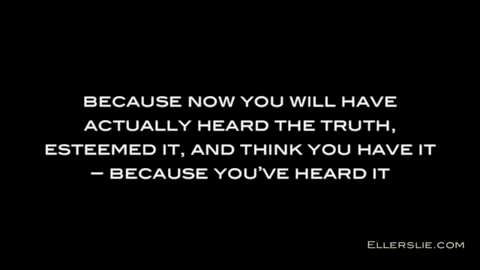 BECAUSE NOW YOU WILL HAVE
ACTUALLY HEARD THE TRUTH,
ESTEEMED IT, AND THINK YOU HAVE IT
– BECAUSE YOU'VE HEARD IT
ELLERSLIE.COM